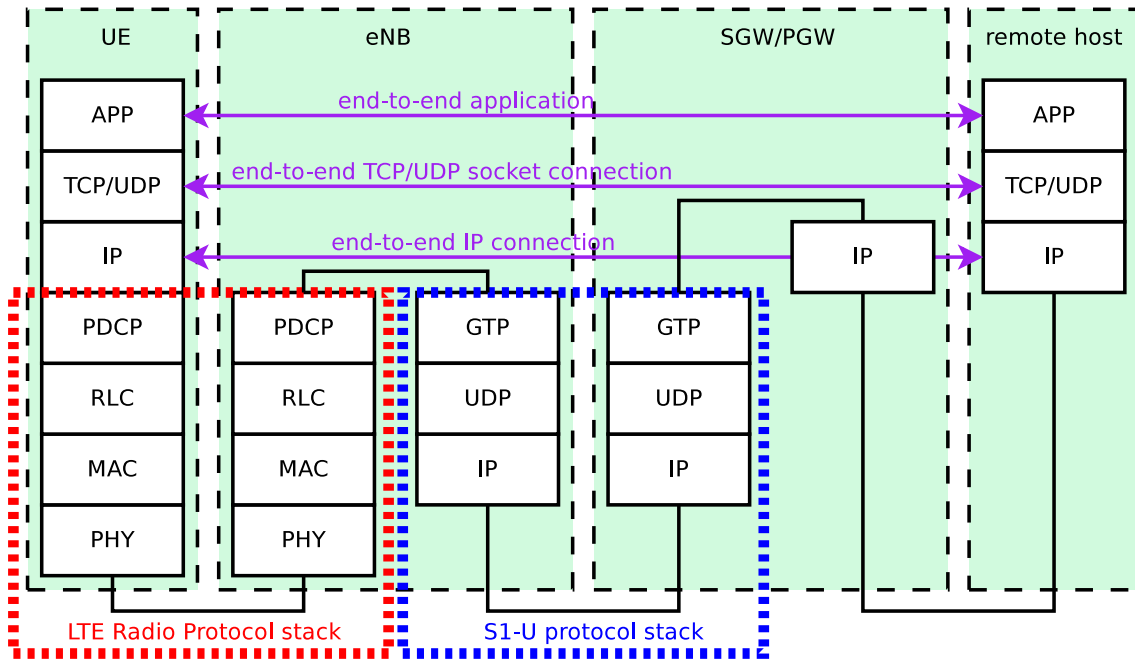 UE
eNB
SGW/PGW
remote host
APP
end-to-end application
APP
TCP/UDP
end-to-end TCP/UDP socket connection
TCP/UDP
IP
end-to-end IP connection
IP
IP
PDCP
PDCP
GTP
GTP
RLC
RLC
UDP
UDP
MAC
MAC
IP
IP
PHY
PHY
LTE Radio Protocol stack
S1-U protocol stack